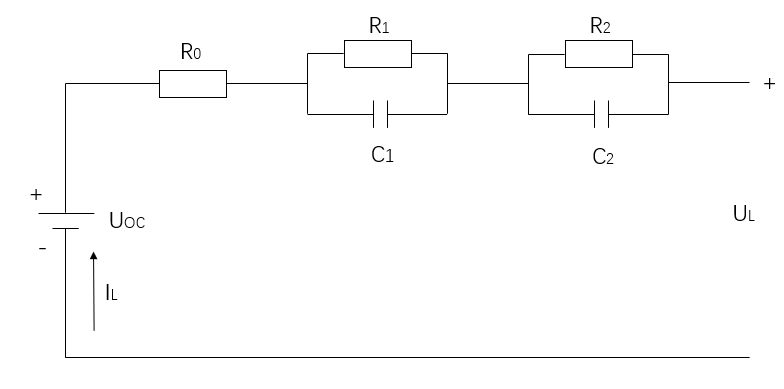 R0
R1
R2
+
C1
C2
+
UOC
UL
-
IL